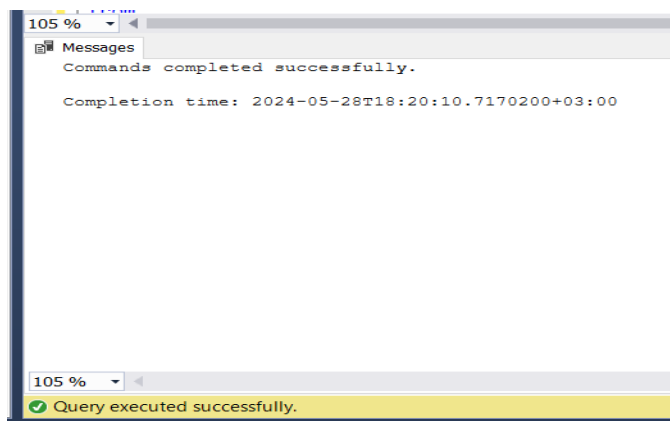 105 %
Messages
Commands completed successfully.
Completion time: 2024-05-28T18:20:10.7170200+03:00
105 %
Query executed successfully.